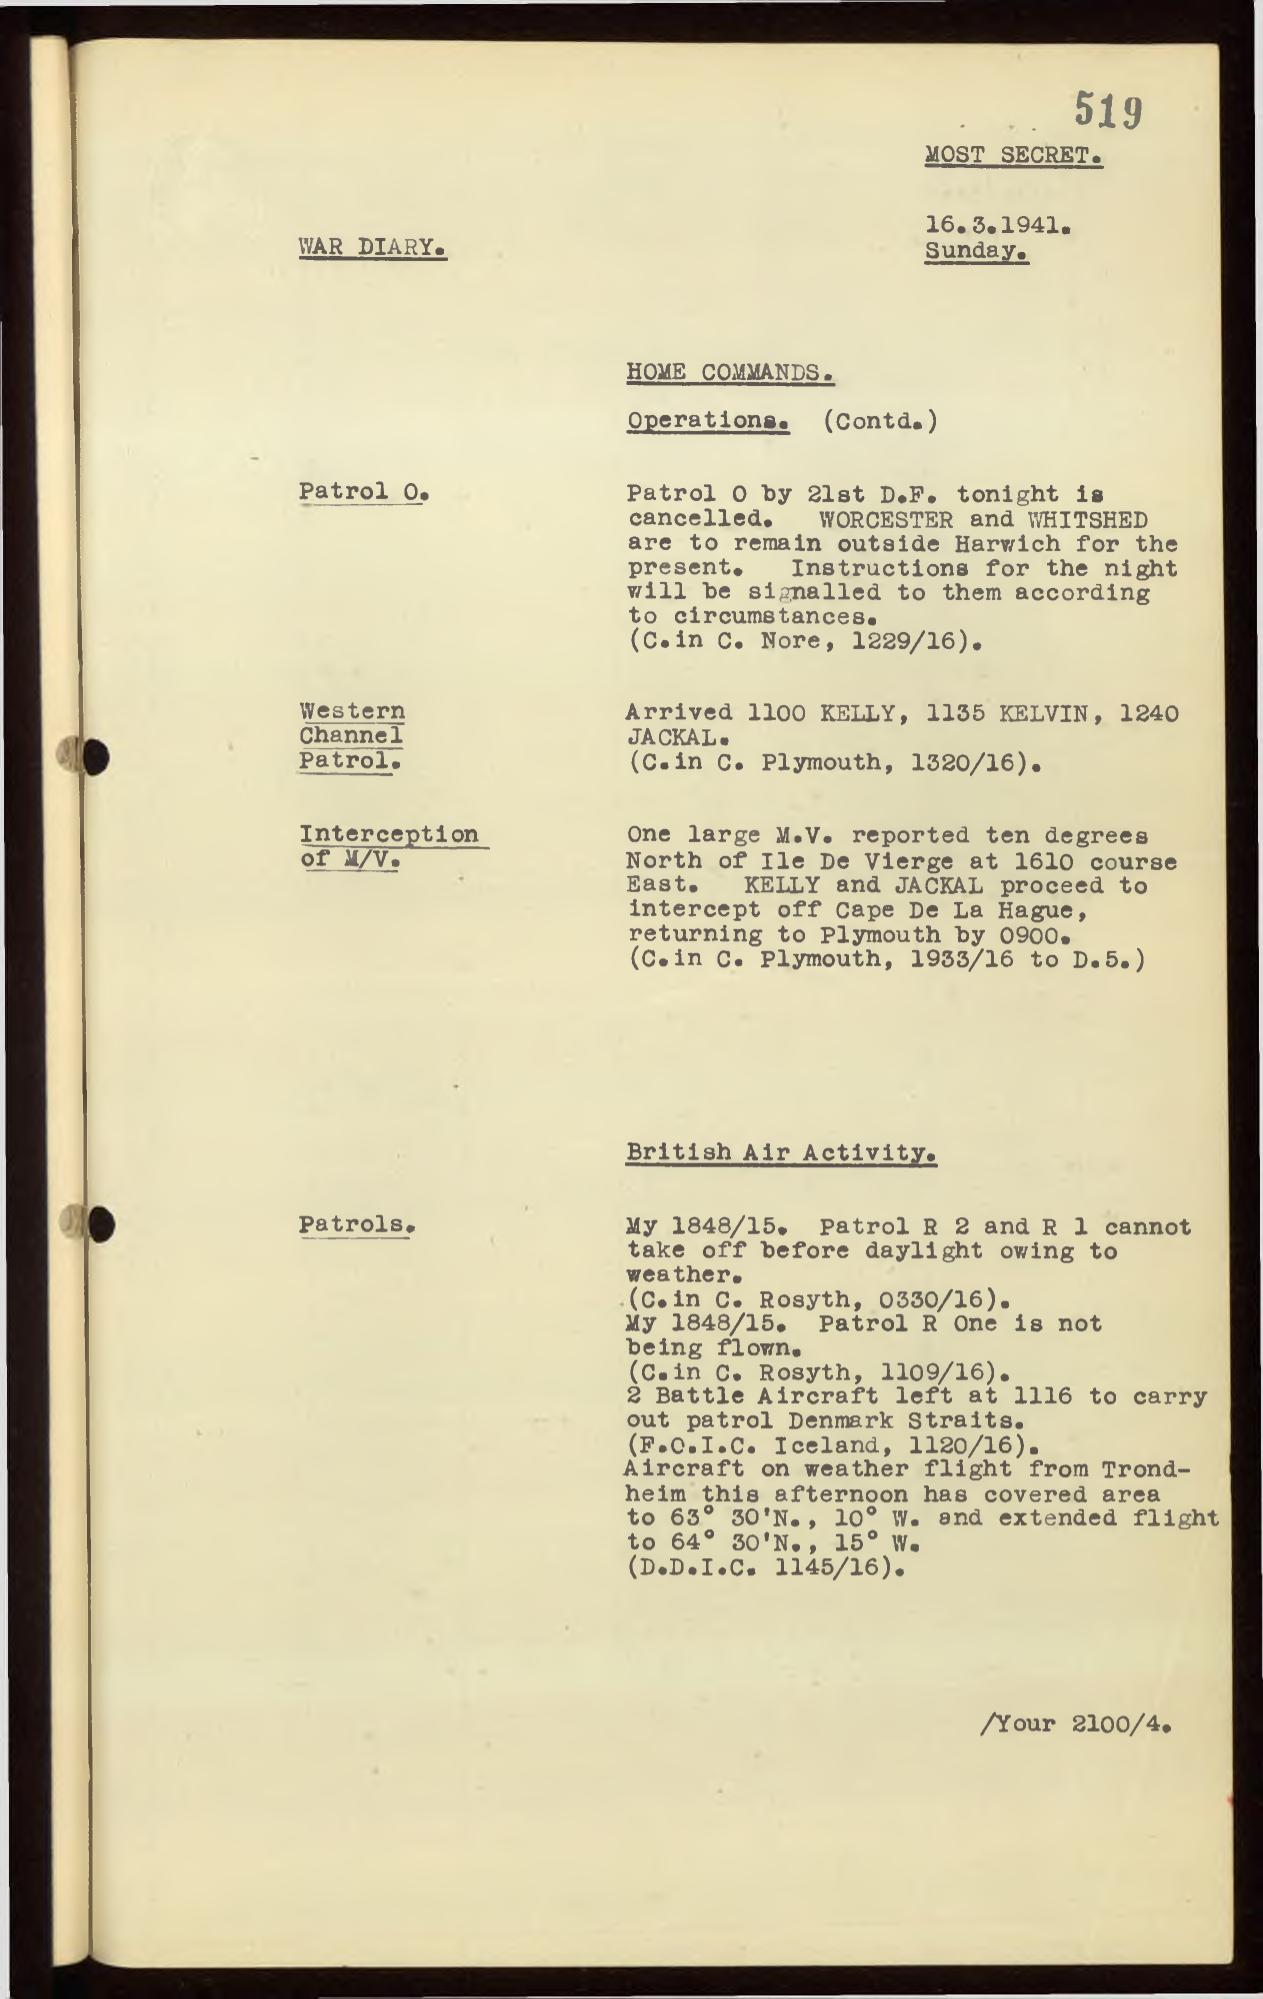 519
MOST SECRET.
16.3.1941.
WAR DIARY.
Sunday.
HOME COMMANDS.
Operations. (Contd.)
Patrol O.
Patrol O by 21st D.F. tonight is
cancelled. WORCESTER and WHITSHED
are to remain outside Harwich for the
present. Instructions for the night
will be signalled to them according
to circumstances.
(C.in C. Nore, 1229/16).
Western
Channel
Patrol.
Arrived 1100 KELLY, 1135 KELVIN, 1240
JACKAL.
(C.in C. Plymouth, 1320/16).
Interception
of M/V.
One large M.V. reported ten degrees
North of Ile De Vierge at 1610 course
East. KELLY and JACKAL proceed to
intercept off Cape De La Hague,
returning to Plymouth by 0900.
(C.in C. Plymouth, 1933/16 to D.5.)
British Air Activity.
Patrols.
My 1848/15. Patrol R 2 and R 1 cannot
take off before daylight owing to
weather.
(C.in C. Rosyth, 0330/16).
My 1848/15. Patrol R One is not
being flown.
(C.in C. Rosyth, 1109/16).
2 Battle Aircraft left at 1116 to carry
out patrol Denmark Straits.
(F.O.I.C. Iceland, 1120/16).
Aircraft on weather flight from Trond-
heim this afternoon has covered area
to 63° 30'N., 10° W. and extended flight
to 64° 30'N., 15° W.
(D.D.I.C. 1145/16).
/Your 2100/4.